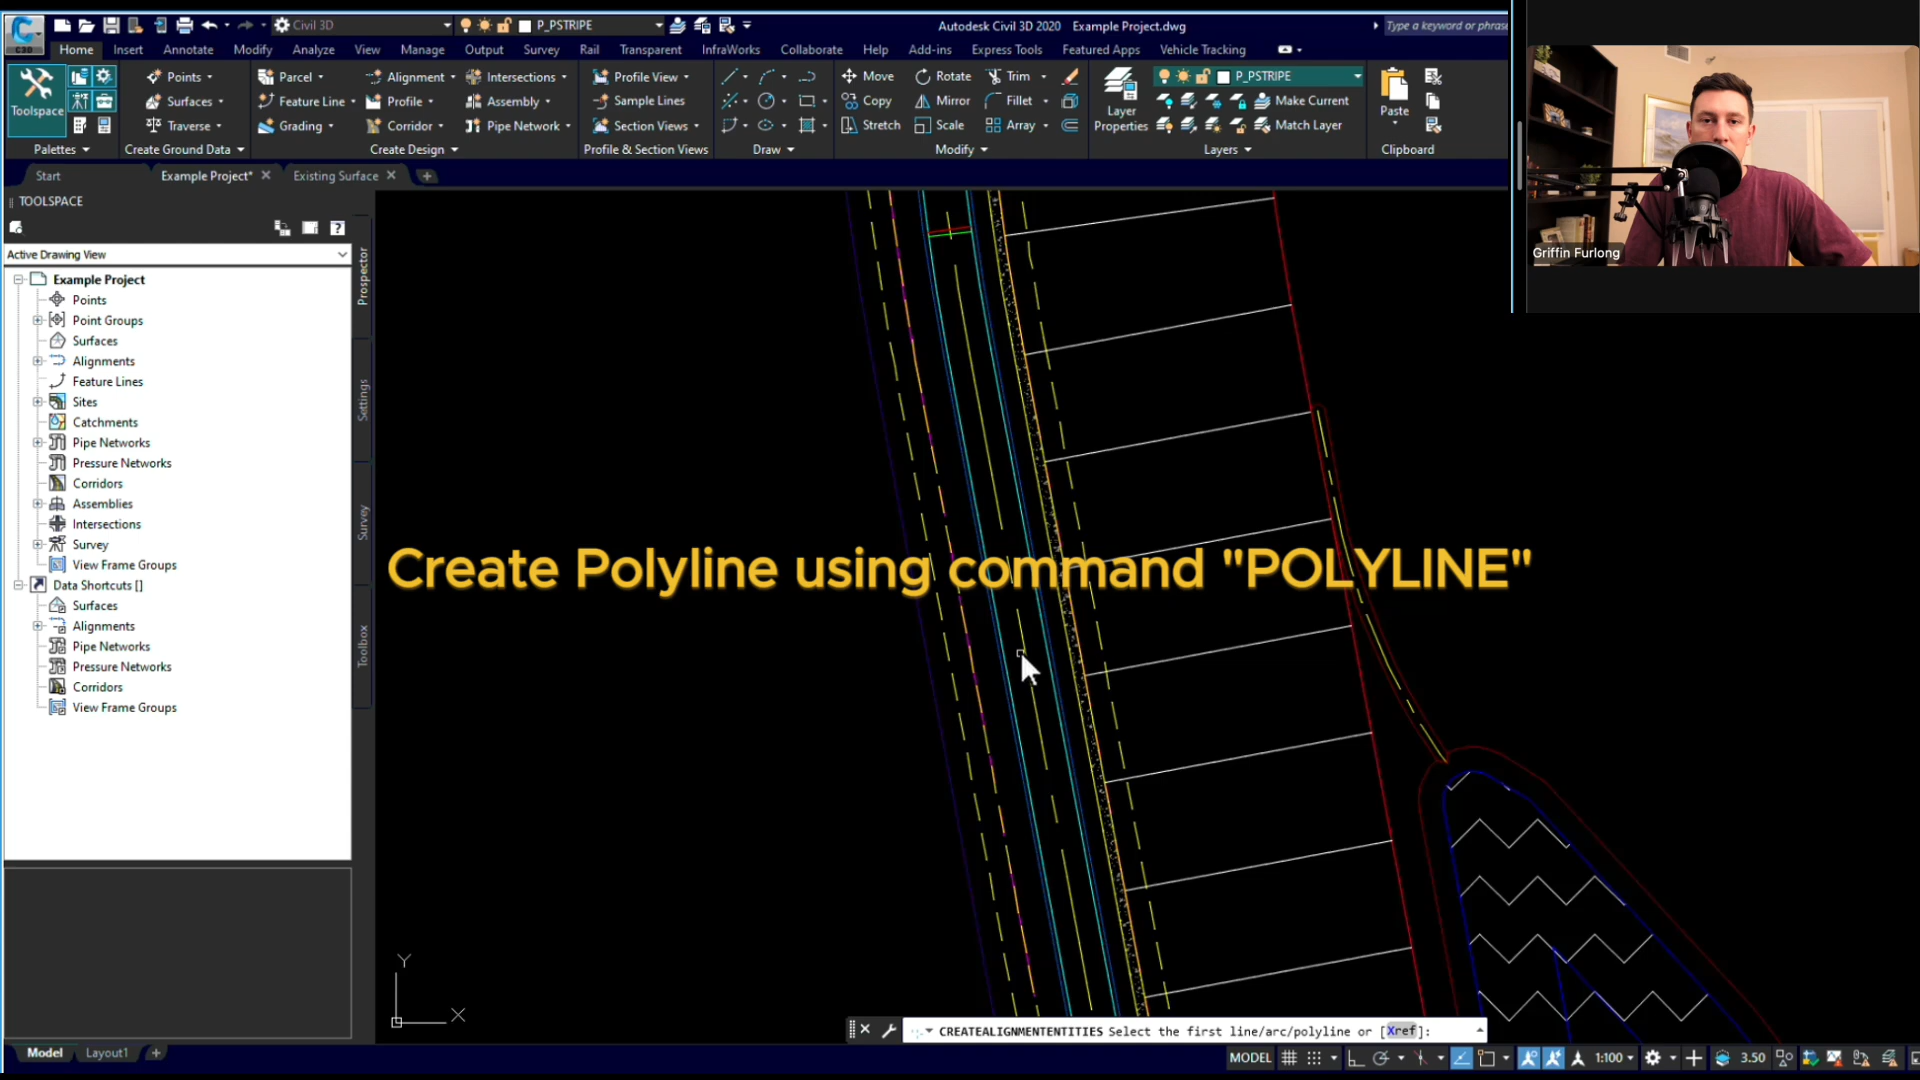 C3D
Civil 3D
P_PSTRIPE
Autodesk Civil 3D 2020 Example Project.dwg
Type a keyword or phrase
Home Insert Annotate Modify Analyze View Manage Output Survey Rail Transparent InfraWorks Collaborate Help Add-ins Express Tools Featured Apps Vehicle Tracking
Toolspace
Palettes
Points
Surfaces
Traverse
Create Ground Data
Parcel
Feature Line
Grading
Alignment
Profile
Corridor
Intersections
Assembly
Pipe Network
Create Design
Profile View
Sample Lines
Section Views
Profile & Section Views
Draw
Move
Copy
Stretch
Rotate
Mirror
Scale
Trim
Fillet
Array
Modify
Layer
Properties
P_PSTRIPE
Make Current
Match Layer
Layers
Paste
Clipboard
Start
Example Project*
Existing Surface
TOOLSPACE
Active Drawing View
Example Project
Points
Point Groups
Surfaces
Alignments
Feature Lines
Sites
Catchments
Pipe Networks
Pressure Networks
Corridors
Assemblies
Intersections
Survey
View Frame Groups
Data Shortcuts []
Surfaces
Alignments
Pipe Networks
Pressure Networks
Corridors
View Frame Groups
Prospector
Settings
Survey
Toolbox
Griffin Furlong
Create Polyline using command "POLYLINE"
Y
X
CREATEALIGNMENTENTITIES Select the first line/arc/polyline or [Xref]:
Model
Layout1
MODEL
1:100
3.50